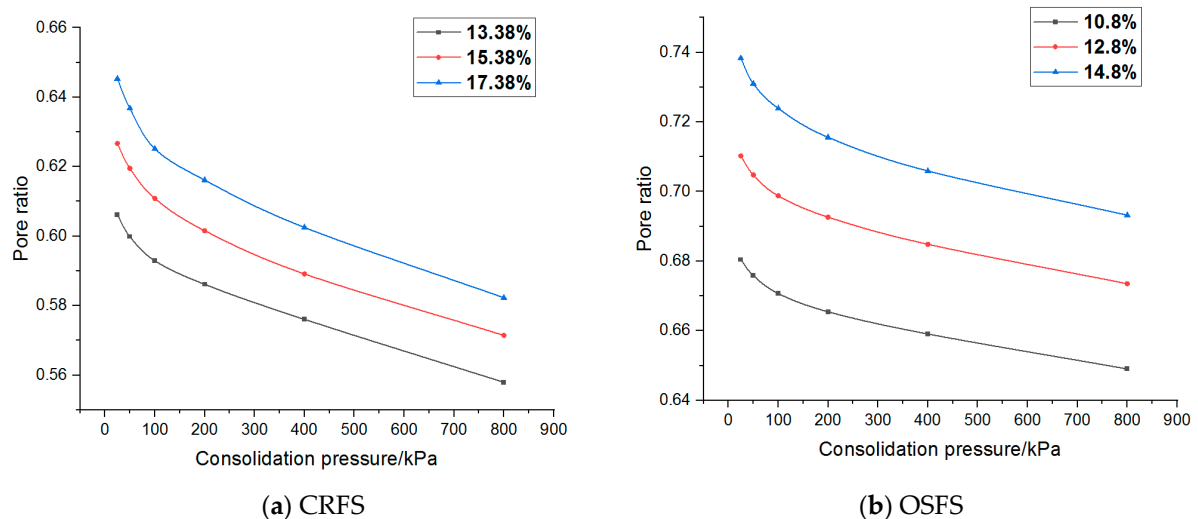 0.66
0.64
0.62
0.60
0.58
0.56
Pore ratio
13.38%
15.38%
17.38%
0 100 200 300 400 500 600 700 800 900
Consolidation pressure/kPa
(a) CRFS
0.74
0.72
0.70
0.68
0.66
0.64
Pore ratio
10.8%
12.8%
14.8%
0 100 200 300 400 500 600 700 800 900
Consolidation pressure/kPa
(b) OSFS